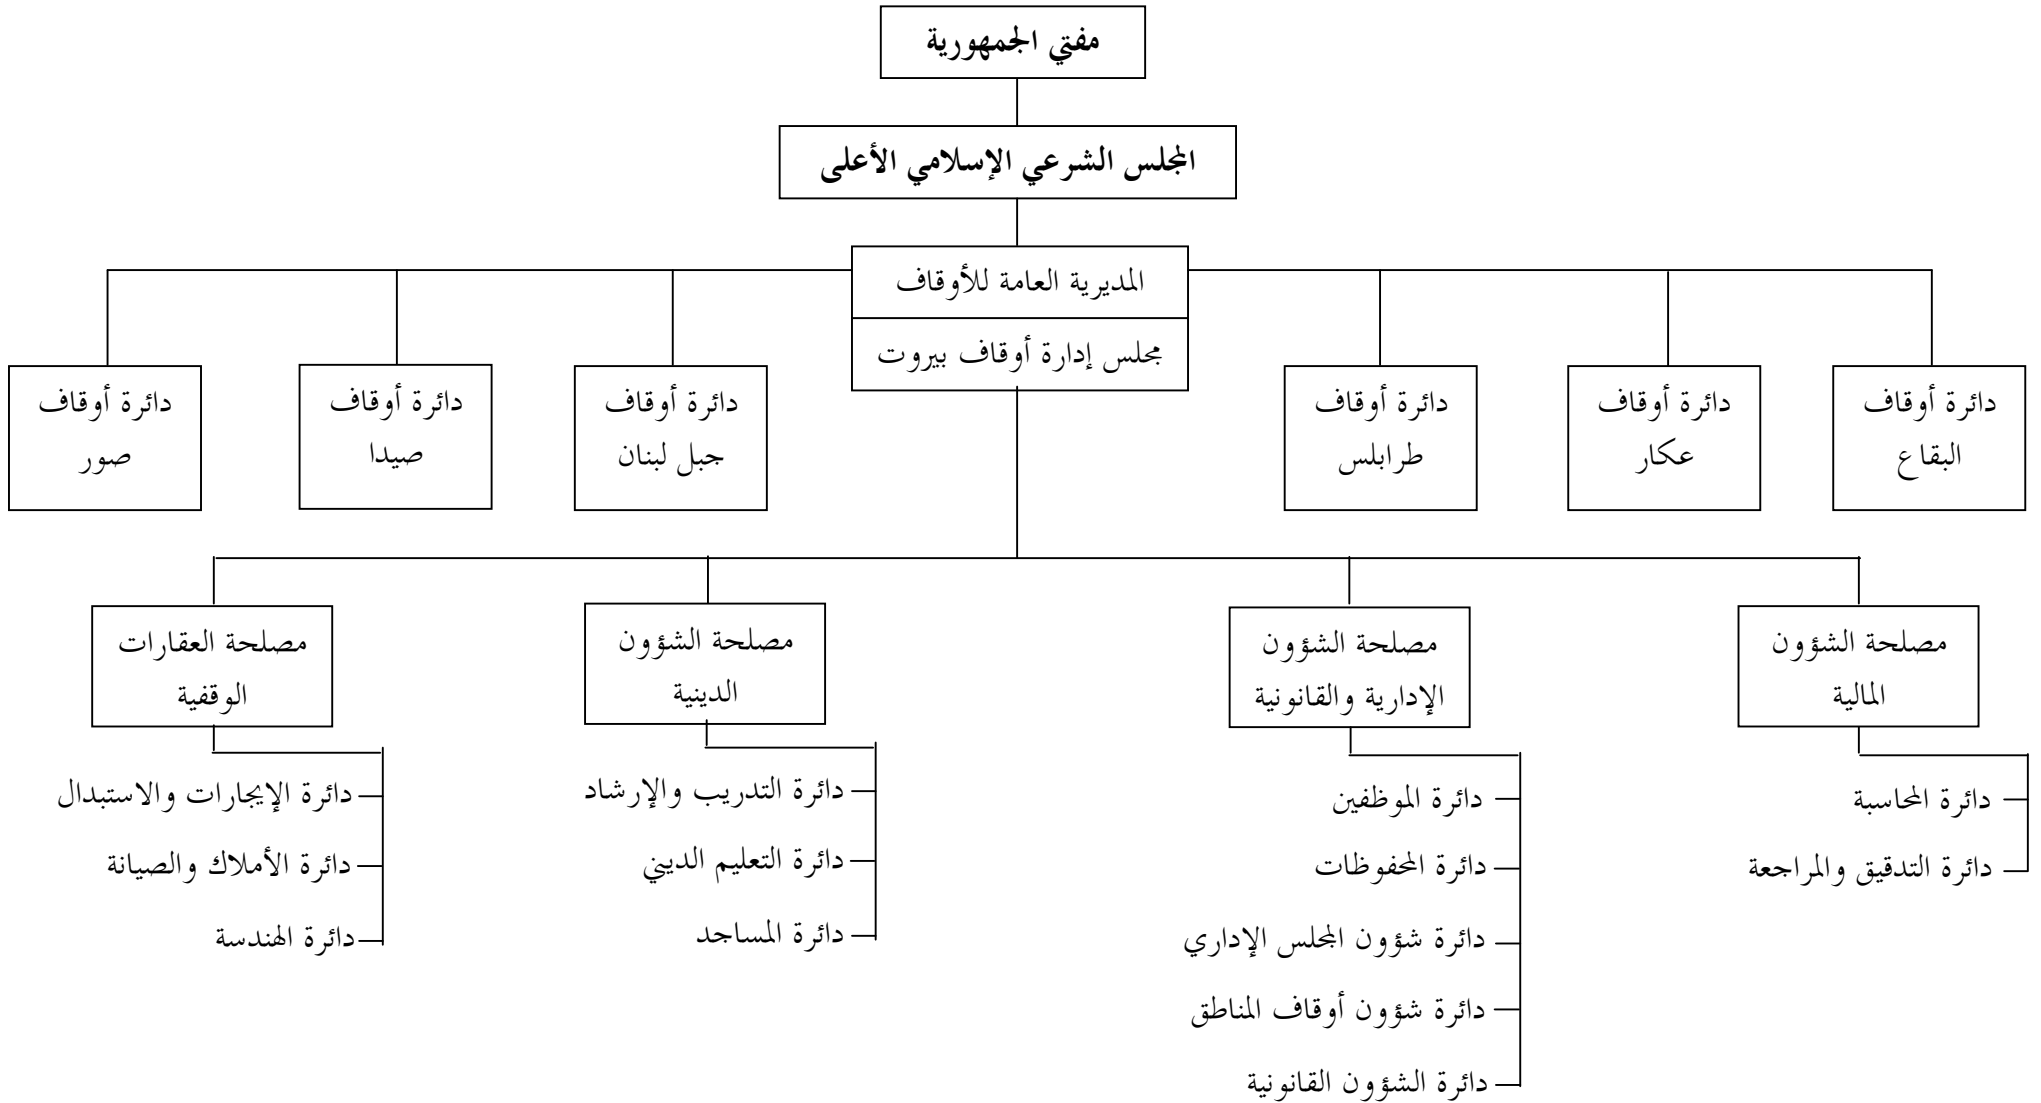 مفتي الجمهورية
المجلس الشرعي الإسلامي الأعلى
المديرية العامة للأوقاف
مجلس إدارة أوقاف بيروت
دائرة أوقاف
البقاع
دائرة أوقاف
عكار
دائرة أوقاف
طرابلس
دائرة أوقاف
جبل لبنان
دائرة أوقاف
صيدا
دائرة أوقاف
صور
مصلحة الشؤون
المالية
دائرة المحاسبة
دائرة التدقيق والمراجعة
مصلحة الشؤون
الإدارية والقانونية
دائرة الموظفين
دائرة المحفوظات
دائرة شؤون المجلس الإداري
دائرة شؤون أوقاف المناطق
دائرة الشؤون القانونية
مصلحة الشؤون
الدينية
دائرة التدريب والإرشاد
دائرة التعليم الديني
دائرة المساجد
مصلحة العقارات
الوقفية
دائرة الإيجارات والاستبدال
دائرة الأملاك والصيانة
دائرة الهندسة